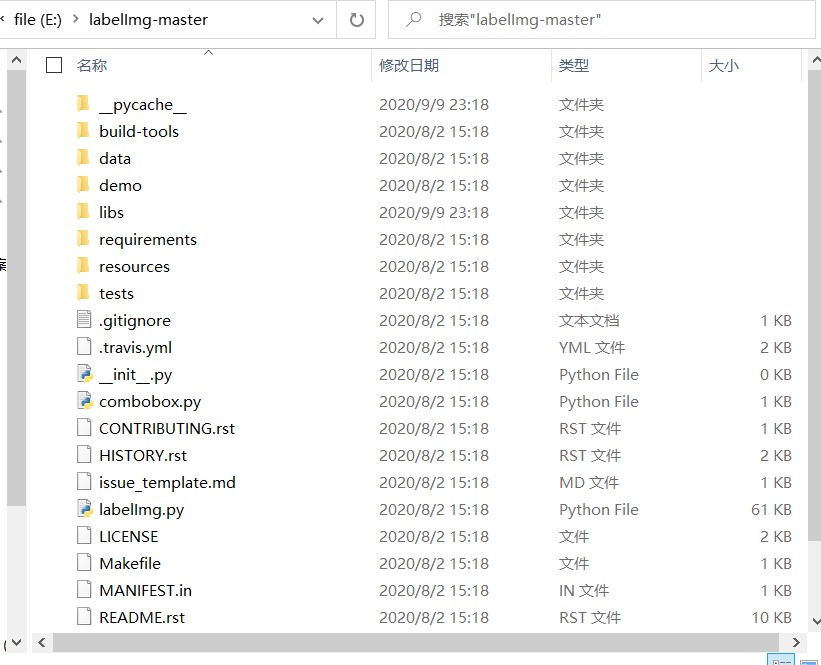 file (E:) > labelImg-master 搜索"labelImg-master"
名称 修改日期 类型 大小
__pycache__ 2020/9/9 23:18 文件夹
build-tools 2020/8/2 15:18 文件夹
data 2020/8/2 15:18 文件夹
demo 2020/8/2 15:18 文件夹
libs 2020/9/9 23:18 文件夹
requirements 2020/8/2 15:18 文件夹
resources 2020/8/2 15:18 文件夹
tests 2020/8/2 15:18 文件夹
.gitignore 2020/8/2 15:18 文本文档 1 KB
.travis.yml 2020/8/2 15:18 YML 文件 2 KB
__init__.py 2020/8/2 15:18 Python File 0 KB
combobox.py 2020/8/2 15:18 Python File 1 KB
CONTRIBUTING.rst 2020/8/2 15:18 RST 文件 1 KB
HISTORY.rst 2020/8/2 15:18 RST 文件 2 KB
issue_template.md 2020/8/2 15:18 MD 文件 1 KB
labelImg.py 2020/8/2 15:18 Python File 61 KB
LICENSE 2020/8/2 15:18 文件 2 KB
Makefile 2020/8/2 15:18 文件 1 KB
MANIFEST.in 2020/8/2 15:18 IN 文件 1 KB
README.rst 2020/8/2 15:18 RST 文件 10 KB